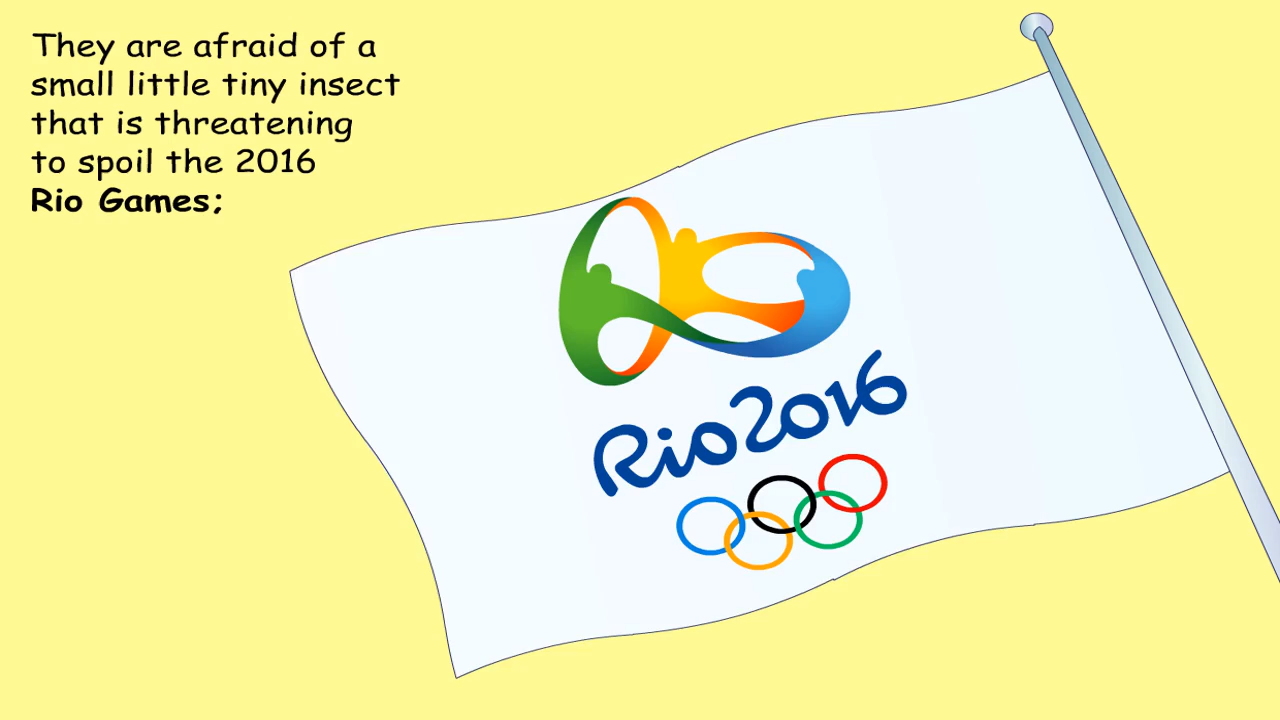 They are afraid of a
small little tiny insect
that is threatening
to spoil the 2016
Rio Games;
Rio2016